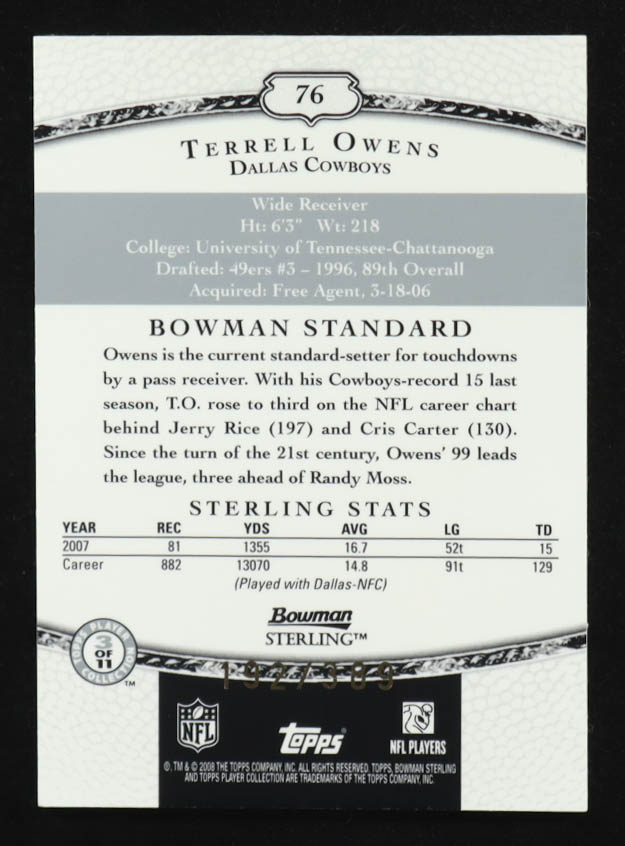 76
TERRELL OWENS
DALLAS COWBOYS
Wide Receiver
Ht: 6'3" Wt: 218
College: University of Tennessee-Chattanooga
Drafted: 49ers #3 – 1996, 89th Overall
Acquired: Free Agent, 3-18-06
BOWMAN STANDARD
Owens is the current standard-setter for touchdowns
by a pass receiver. With his Cowboys-record 15 last
season, T.O. rose to third on the NFL career chart
behind Jerry Rice (197) and Cris Carter (130).
Since the turn of the 21st century, Owens' 99 leads
the league, three ahead of Randy Moss.
STERLING STATS
YEAR REC YDS AVG LG TD
2007 81 1355 16.7 52t 15
Career 882 13070 14.8 91t 129
(Played with Dallas-NFC)
Bowman
STERLING™
TOPPS PLAYER COLLECTION
3
OF
11
™
192/389
NFL
topps
NFL PLAYERS
®, TM & © 2008 THE TOPPS COMPANY, INC. ALL RIGHTS RESERVED. TOPPS, BOWMAN STERLING
AND TOPPS PLAYER COLLECTION ARE TRADEMARKS OF THE TOPPS COMPANY, INC.